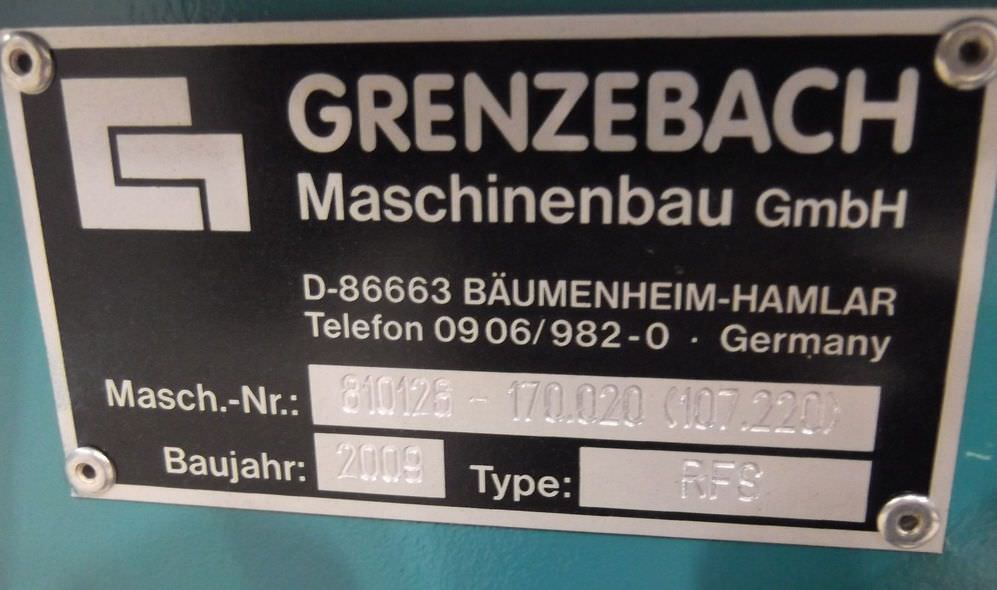 GRENZEBACH
Maschinenbau GmbH
D-86663 BÄUMENHEIM-HAMLAR
Telefon 0906/982-0 · Germany
Masch.-Nr.: 810126 - 170.020 (107.220)
Baujahr: 2009 Type: RFS